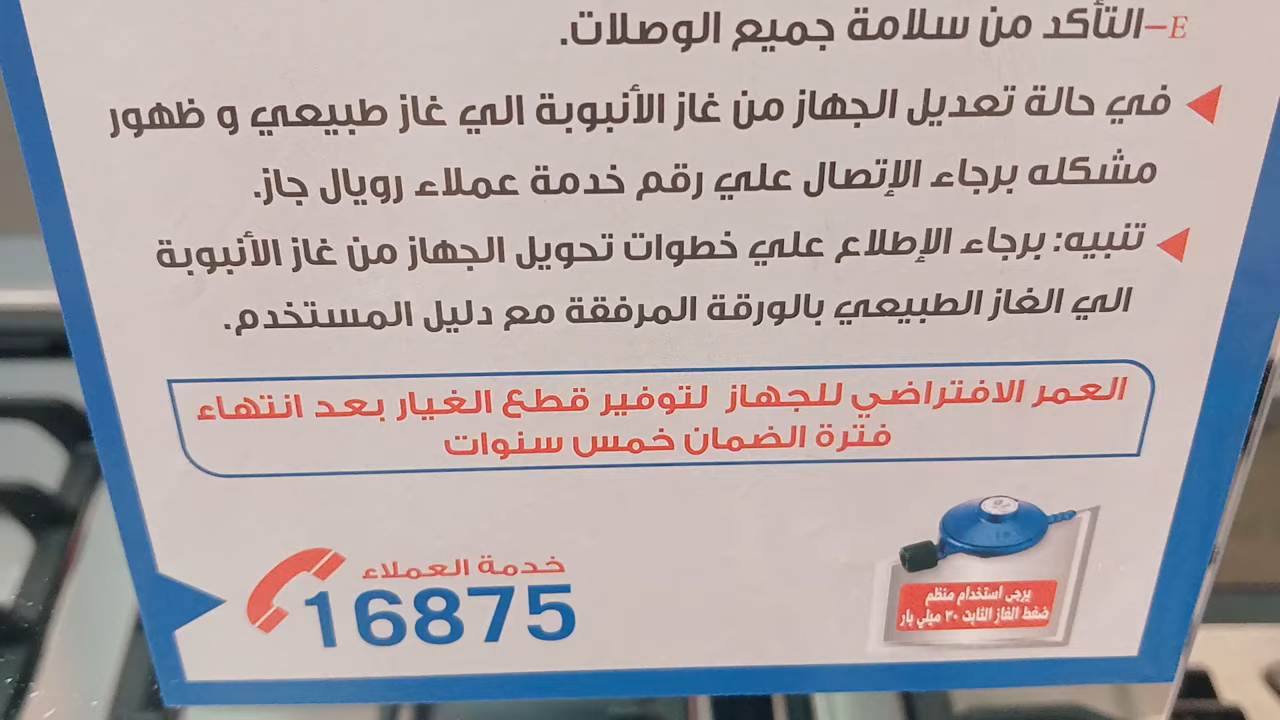 E–التأكد من سلامة جميع الوصلات.
في حالة تعديل الجهاز من غاز الأنبوبة الي غاز طبيعي و ظهور
مشكله برجاء الإتصال علي رقم خدمة عملاء رويال جاز.
تنبيه: برجاء الإطلاع علي خطوات تحويل الجهاز من غاز الأنبوبة
الي الغاز الطبيعي بالورقة المرفقة مع دليل المستخدم.
العمر الافتراضي للجهاز لتوفير قطع الغيار بعد انتهاء
فترة الضمان خمس سنوات
خدمة العملاء
16875
يرجى استخدام منظم
ضغط الغاز الثابت ٣٠ ميلي بار